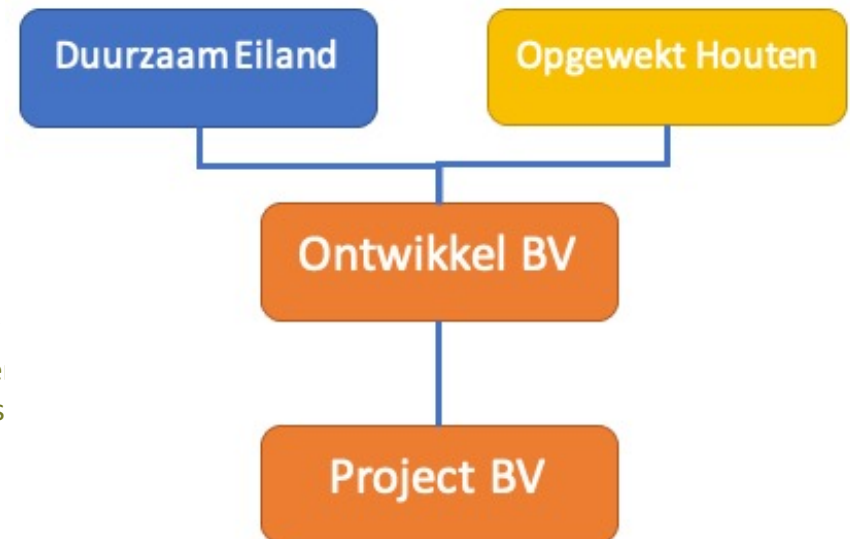 Duurzaam Eiland
Opgewekt Houten
Ontwikkel BV
Project BV